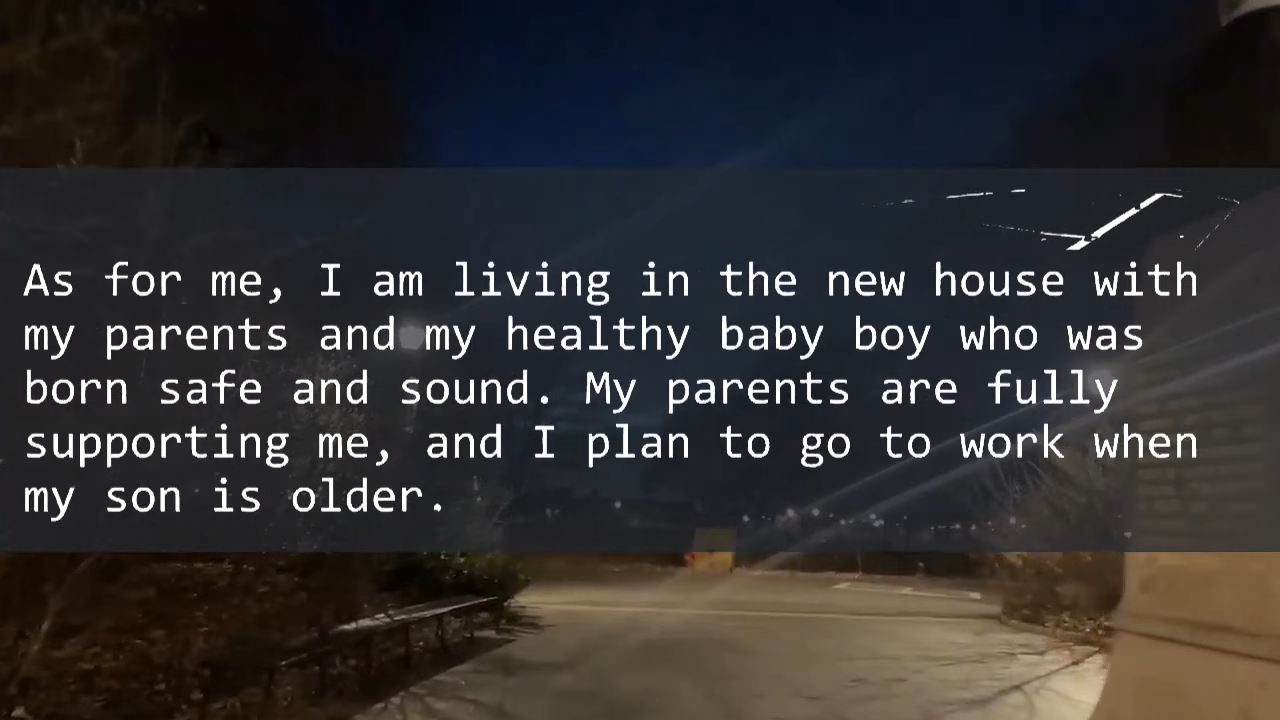 As for me, I am living in the new house with
my parents and my healthy baby boy who was
born safe and sound. My parents are fully
supporting me, and I plan to go to work when
my son is older.